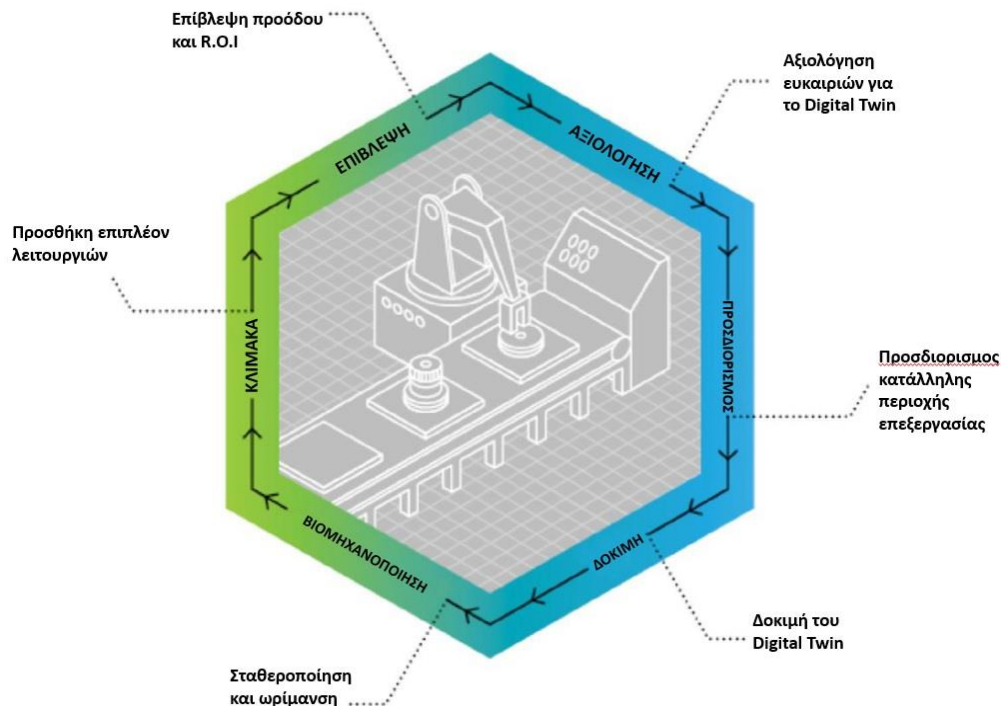 Επίβλεψη προόδου
και R.O.I
Αξιολόγηση
ευκαιριών για
το Digital Twin
ΕΠΙΒΛΕΨΗ
ΑΞΙΟΛΟΓΗΣΗ
Προσθήκη επιπλέον
λειτουργιών
ΚΛΙΜΑΚΑ
ΠΡΟΣΔΙΟΡΙΣΜΟΣ
Προσδιορισμος
κατάλληλης
περιοχής
επεξεργασίας
ΒΙΟΜΗΧΑΝΟΠΟΙΗΣΗ
ΔΟΚΙΜΗ
Δοκιμή του
Digital Twin
Σταθεροποίηση
και ωρίμανση